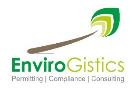 EnviroGistics
Permitting | Compliance | Consulting